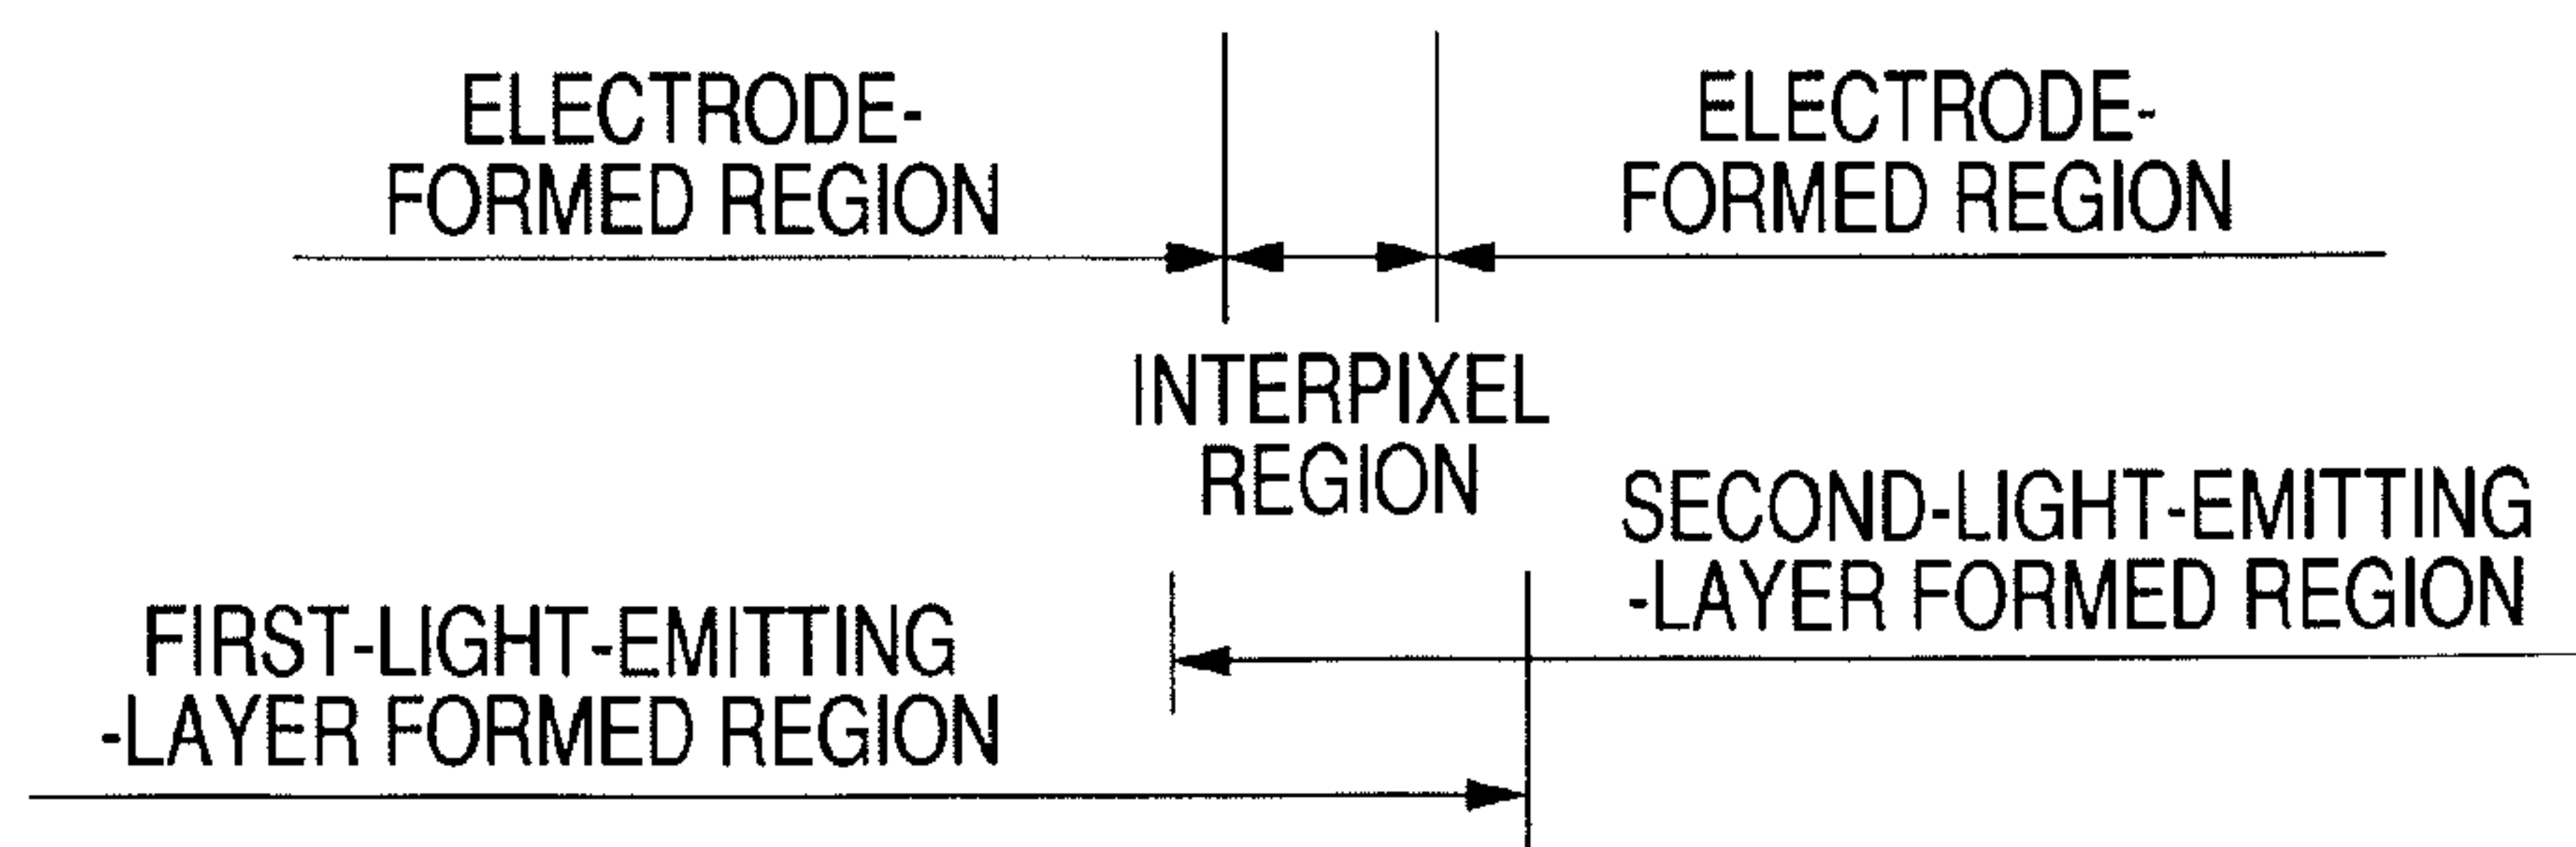 ELECTRODE-
FORMED REGION
ELECTRODE-
FORMED REGION
INTERPIXEL
REGION
SECOND-LIGHT-EMITTING
-LAYER FORMED REGION
FIRST-LIGHT-EMITTING
-LAYER FORMED REGION